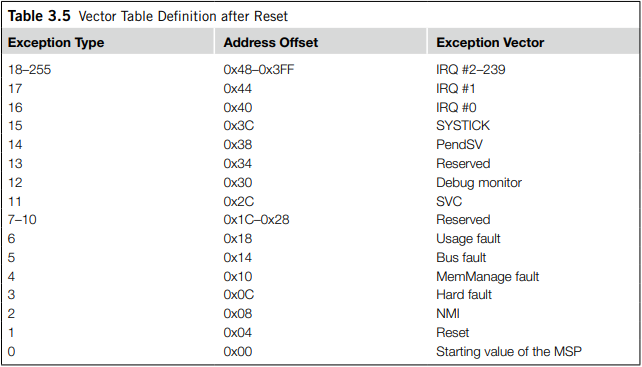 Table 3.5 Vector Table Definition after Reset
Exception Type Address Offset Exception Vector
18–255 0x48–0x3FF IRQ #2–239
17 0x44 IRQ #1
16 0x40 IRQ #0
15 0x3C SYSTICK
14 0x38 PendSV
13 0x34 Reserved
12 0x30 Debug monitor
11 0x2C SVC
7–10 0x1C–0x28 Reserved
6 0x18 Usage fault
5 0x14 Bus fault
4 0x10 MemManage fault
3 0x0C Hard fault
2 0x08 NMI
1 0x04 Reset
0 0x00 Starting value of the MSP